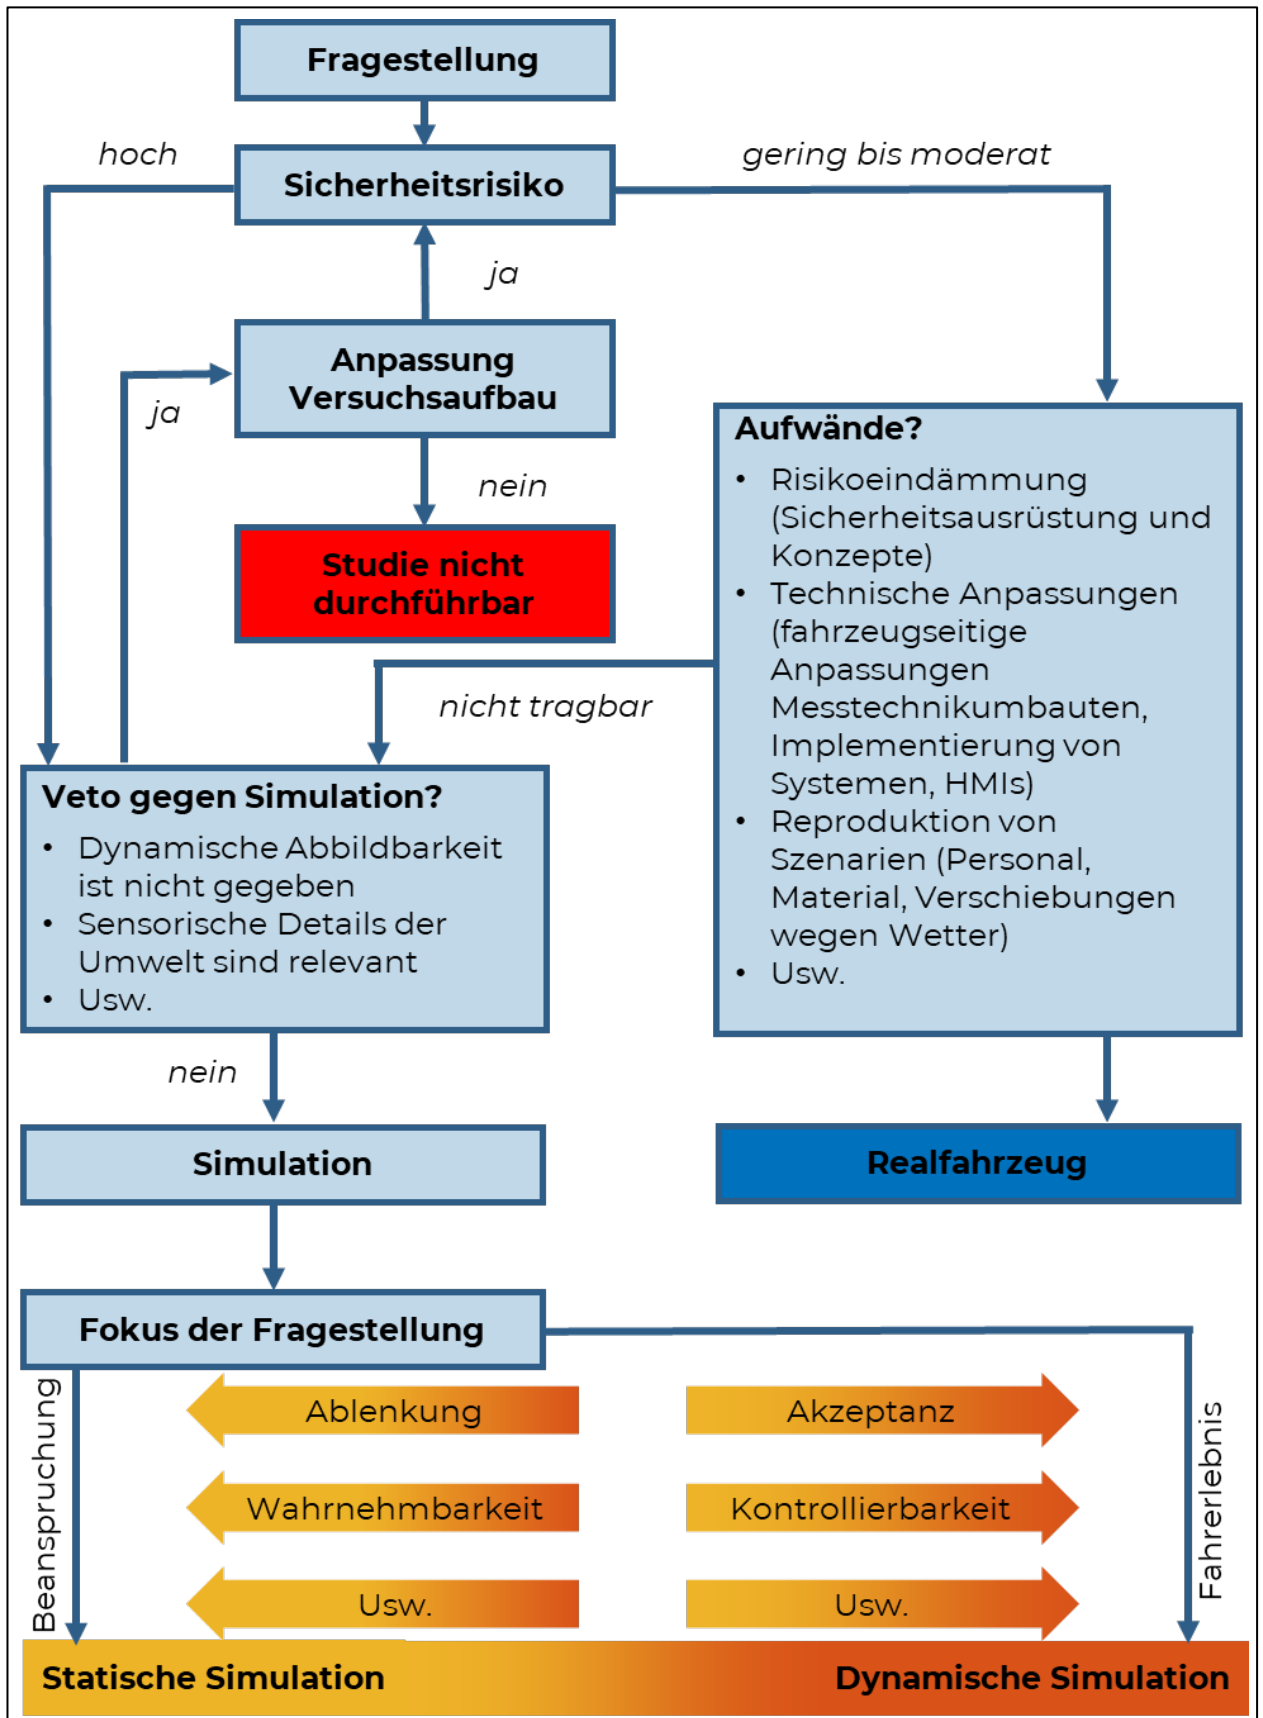 Fragestellung
hoch
gering bis moderat
Sicherheitsrisiko
ja
Anpassung
Versuchsaufbau
ja
nein
Studie nicht
durchführbar
Aufwände?
• Risikoeindämmung
(Sicherheitsausrüstung und
Konzepte)
• Technische Anpassungen
(fahrzeugseitige
Anpassungen
Messtechnikumbauten,
Implementierung von
Systemen, HMIs)
• Reproduktion von
Szenarien (Personal,
Material, Verschiebungen
wegen Wetter)
• Usw.
nicht tragbar
Veto gegen Simulation?
• Dynamische Abbildbarkeit
ist nicht gegeben
• Sensorische Details der
Umwelt sind relevant
• Usw.
nein
Simulation
Realfahrzeug
Fokus der Fragestellung
Beanspruchung
Ablenkung
Akzeptanz
Wahrnehmbarkeit
Kontrollierbarkeit
Usw.
Usw.
Fahrerlebnis
Statische Simulation
Dynamische Simulation